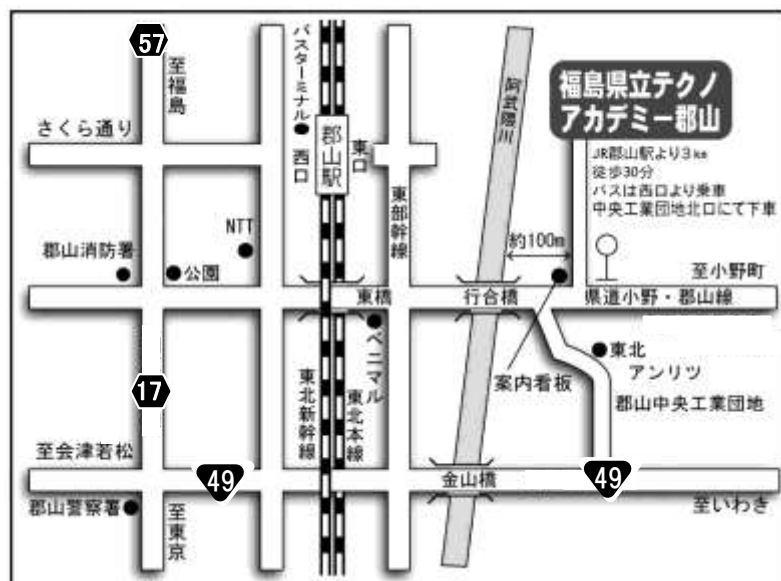 57
至福島
さくら通り
バスターミナル
西口
郡山駅
東口
東部幹線
阿武隈川
福島県立テクノ
アカデミー郡山
JR郡山駅より3㎞
徒歩30分
バスは西口より乗車
中央工業団地北口にて下車
約100m
NTT
郡山消防署
公園
至小野町
東橋
行合橋
県道小野・郡山線
ベニマル
案内看板
東北
アンリツ
郡山中央工業団地
17
東北新幹線
東北本線
至会津若松
49
金山橋
49
郡山警察署
至東京
至いわき